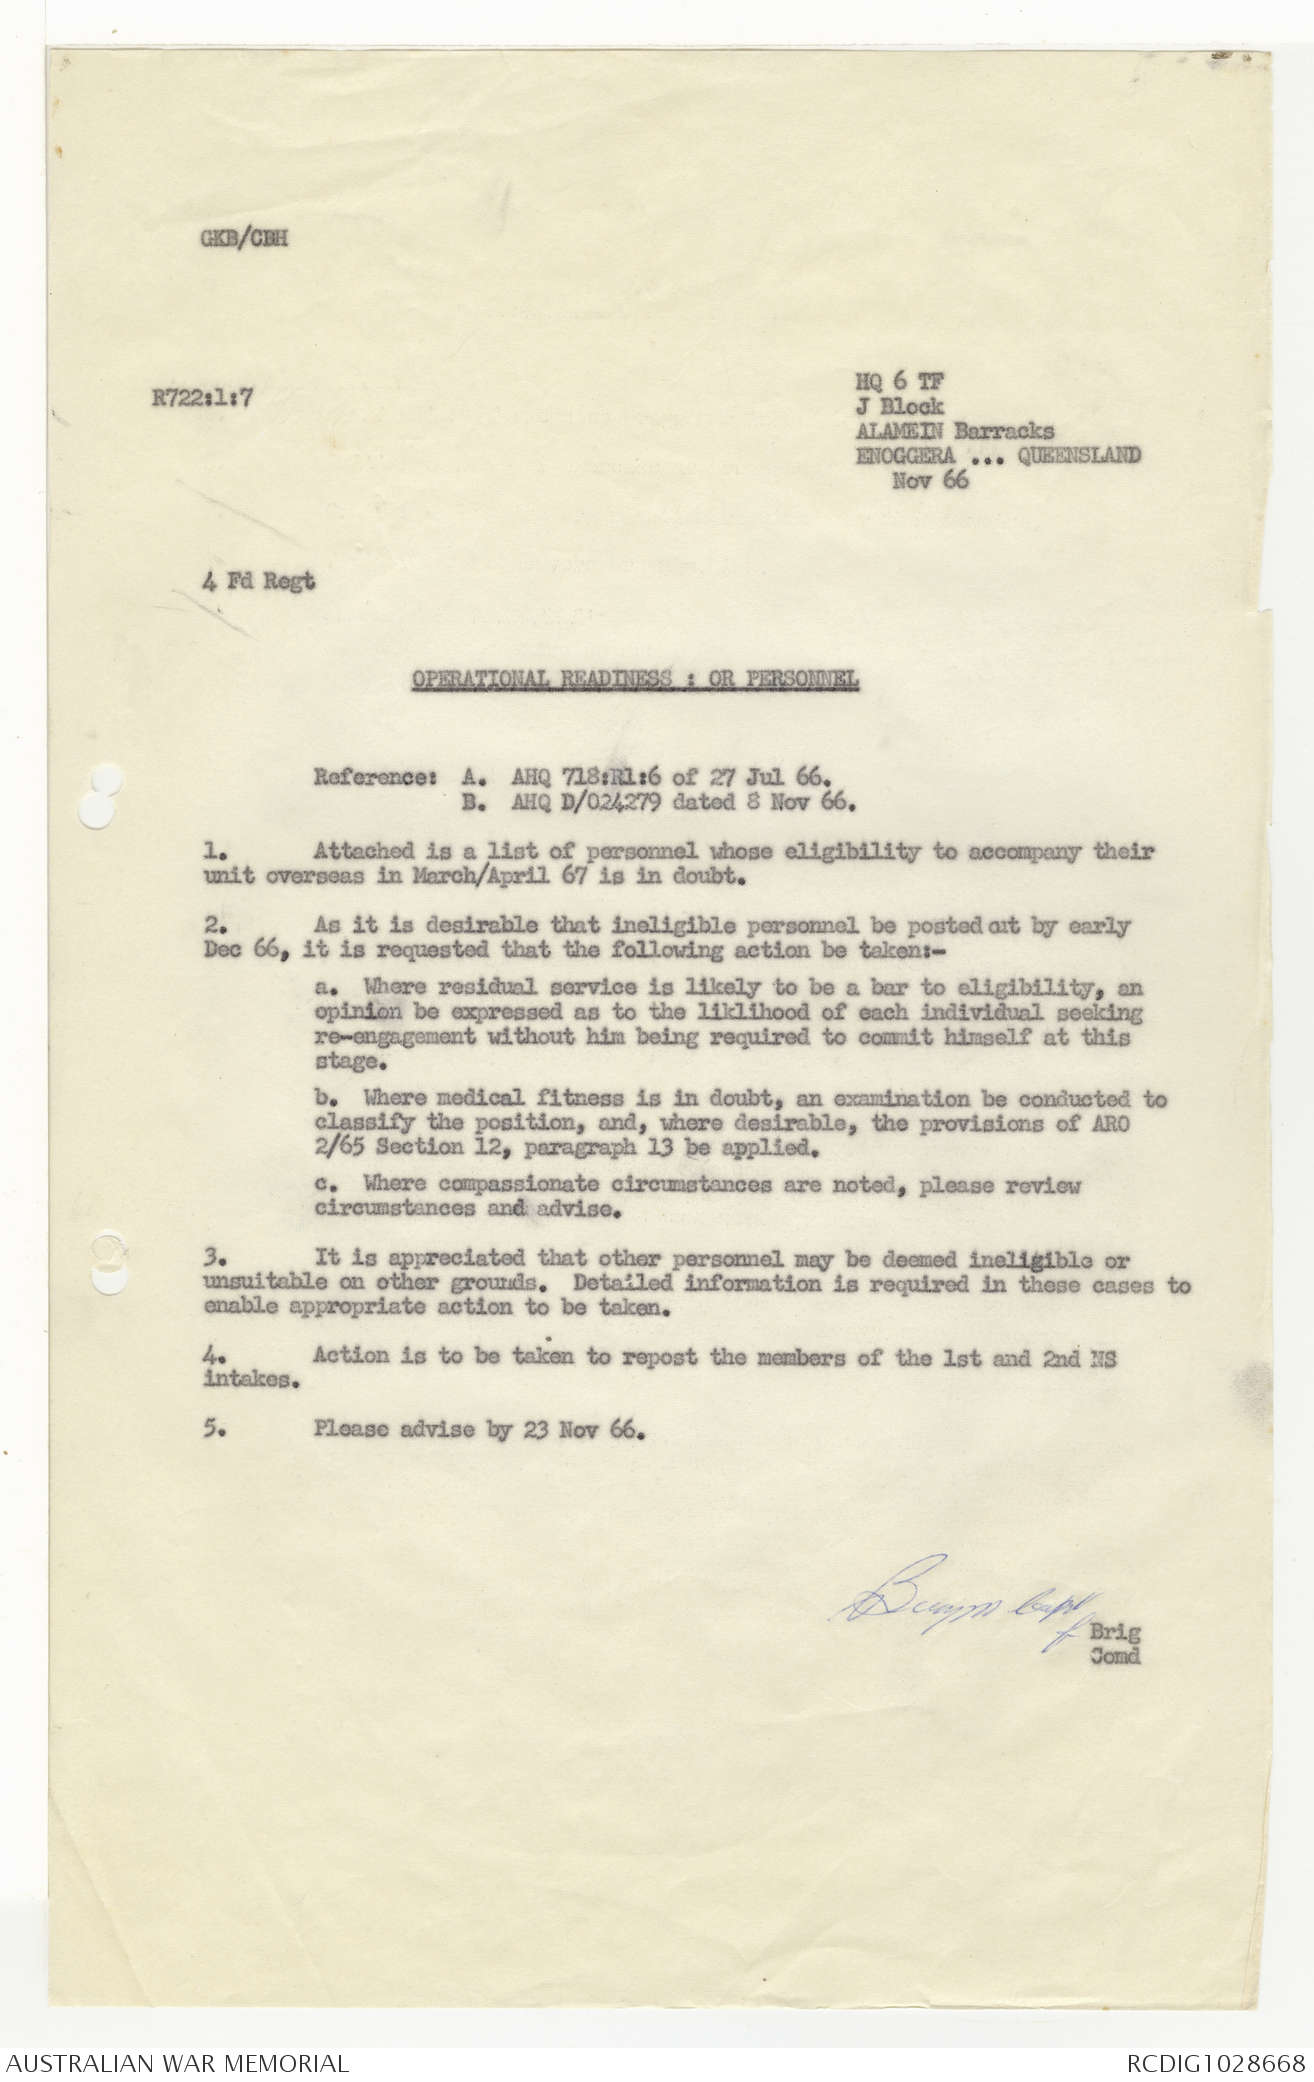 GKB/CBH
R722:1:7
HQ 6 TF
J Block
ALAMEIN Barracks
ENOGGERA ... QUEENSLAND
Nov 66
4 Fd Regt
OPERATIONAL READINESS : OR PERSONNEL
Reference: A. AHQ 718:R1:6 of 27 Jul 66.
B. AHQ D/024279 dated 8 Nov 66.
1. Attached is a list of personnel whose eligibility to accompany their
unit overseas in March/April 67 is in doubt.
2. As it is desirable that ineligible personnel be posted out by early
Dec 66, it is requested that the following action be taken:-
a. Where residual service is likely to be a bar to eligibility, an
opinion be expressed as to the liklihood of each individual seeking
re-engagement without him being required to commit himself at this
stage.
b. Where medical fitness is in doubt, an examination be conducted to
classify the position, and, where desirable, the provisions of ARO
2/65 Section 12, paragraph 13 be applied.
c. Where compassionate circumstances are noted, please review
circumstances and advise.
3. It is appreciated that other personnel may be deemed ineligible or
unsuitable on other grounds. Detailed information is required in these cases to
enable appropriate action to be taken.
4. Action is to be taken to repost the members of the 1st and 2nd NS
intakes.
5. Please advise by 23 Nov 66.
Capt
f Brig
Comd
AUSTRALIAN WAR MEMORIAL
RCDIG1028668